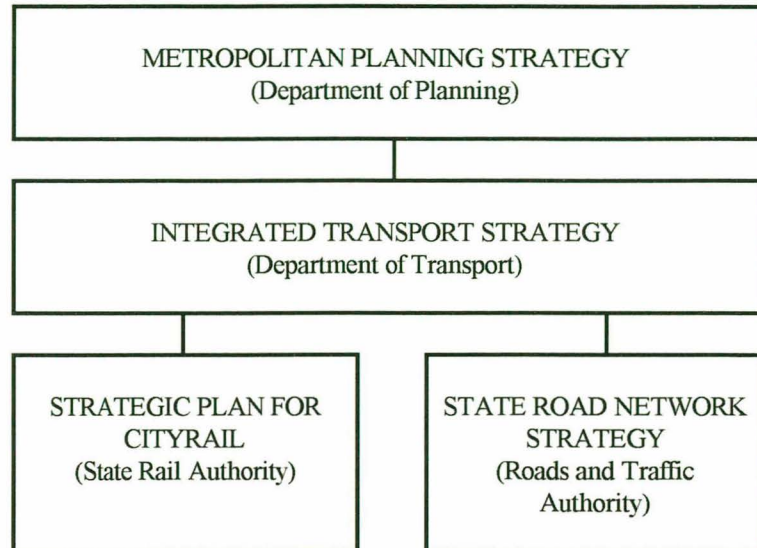 METROPOLITAN PLANNING STRATEGY
(Department of Planning)
INTEGRATED TRANSPORT STRATEGY
(Department of Transport)
STRATEGIC PLAN FOR
CITYRAIL
(State Rail Authority)
STATE ROAD NETWORK
STRATEGY
(Roads and Traffic
Authority)